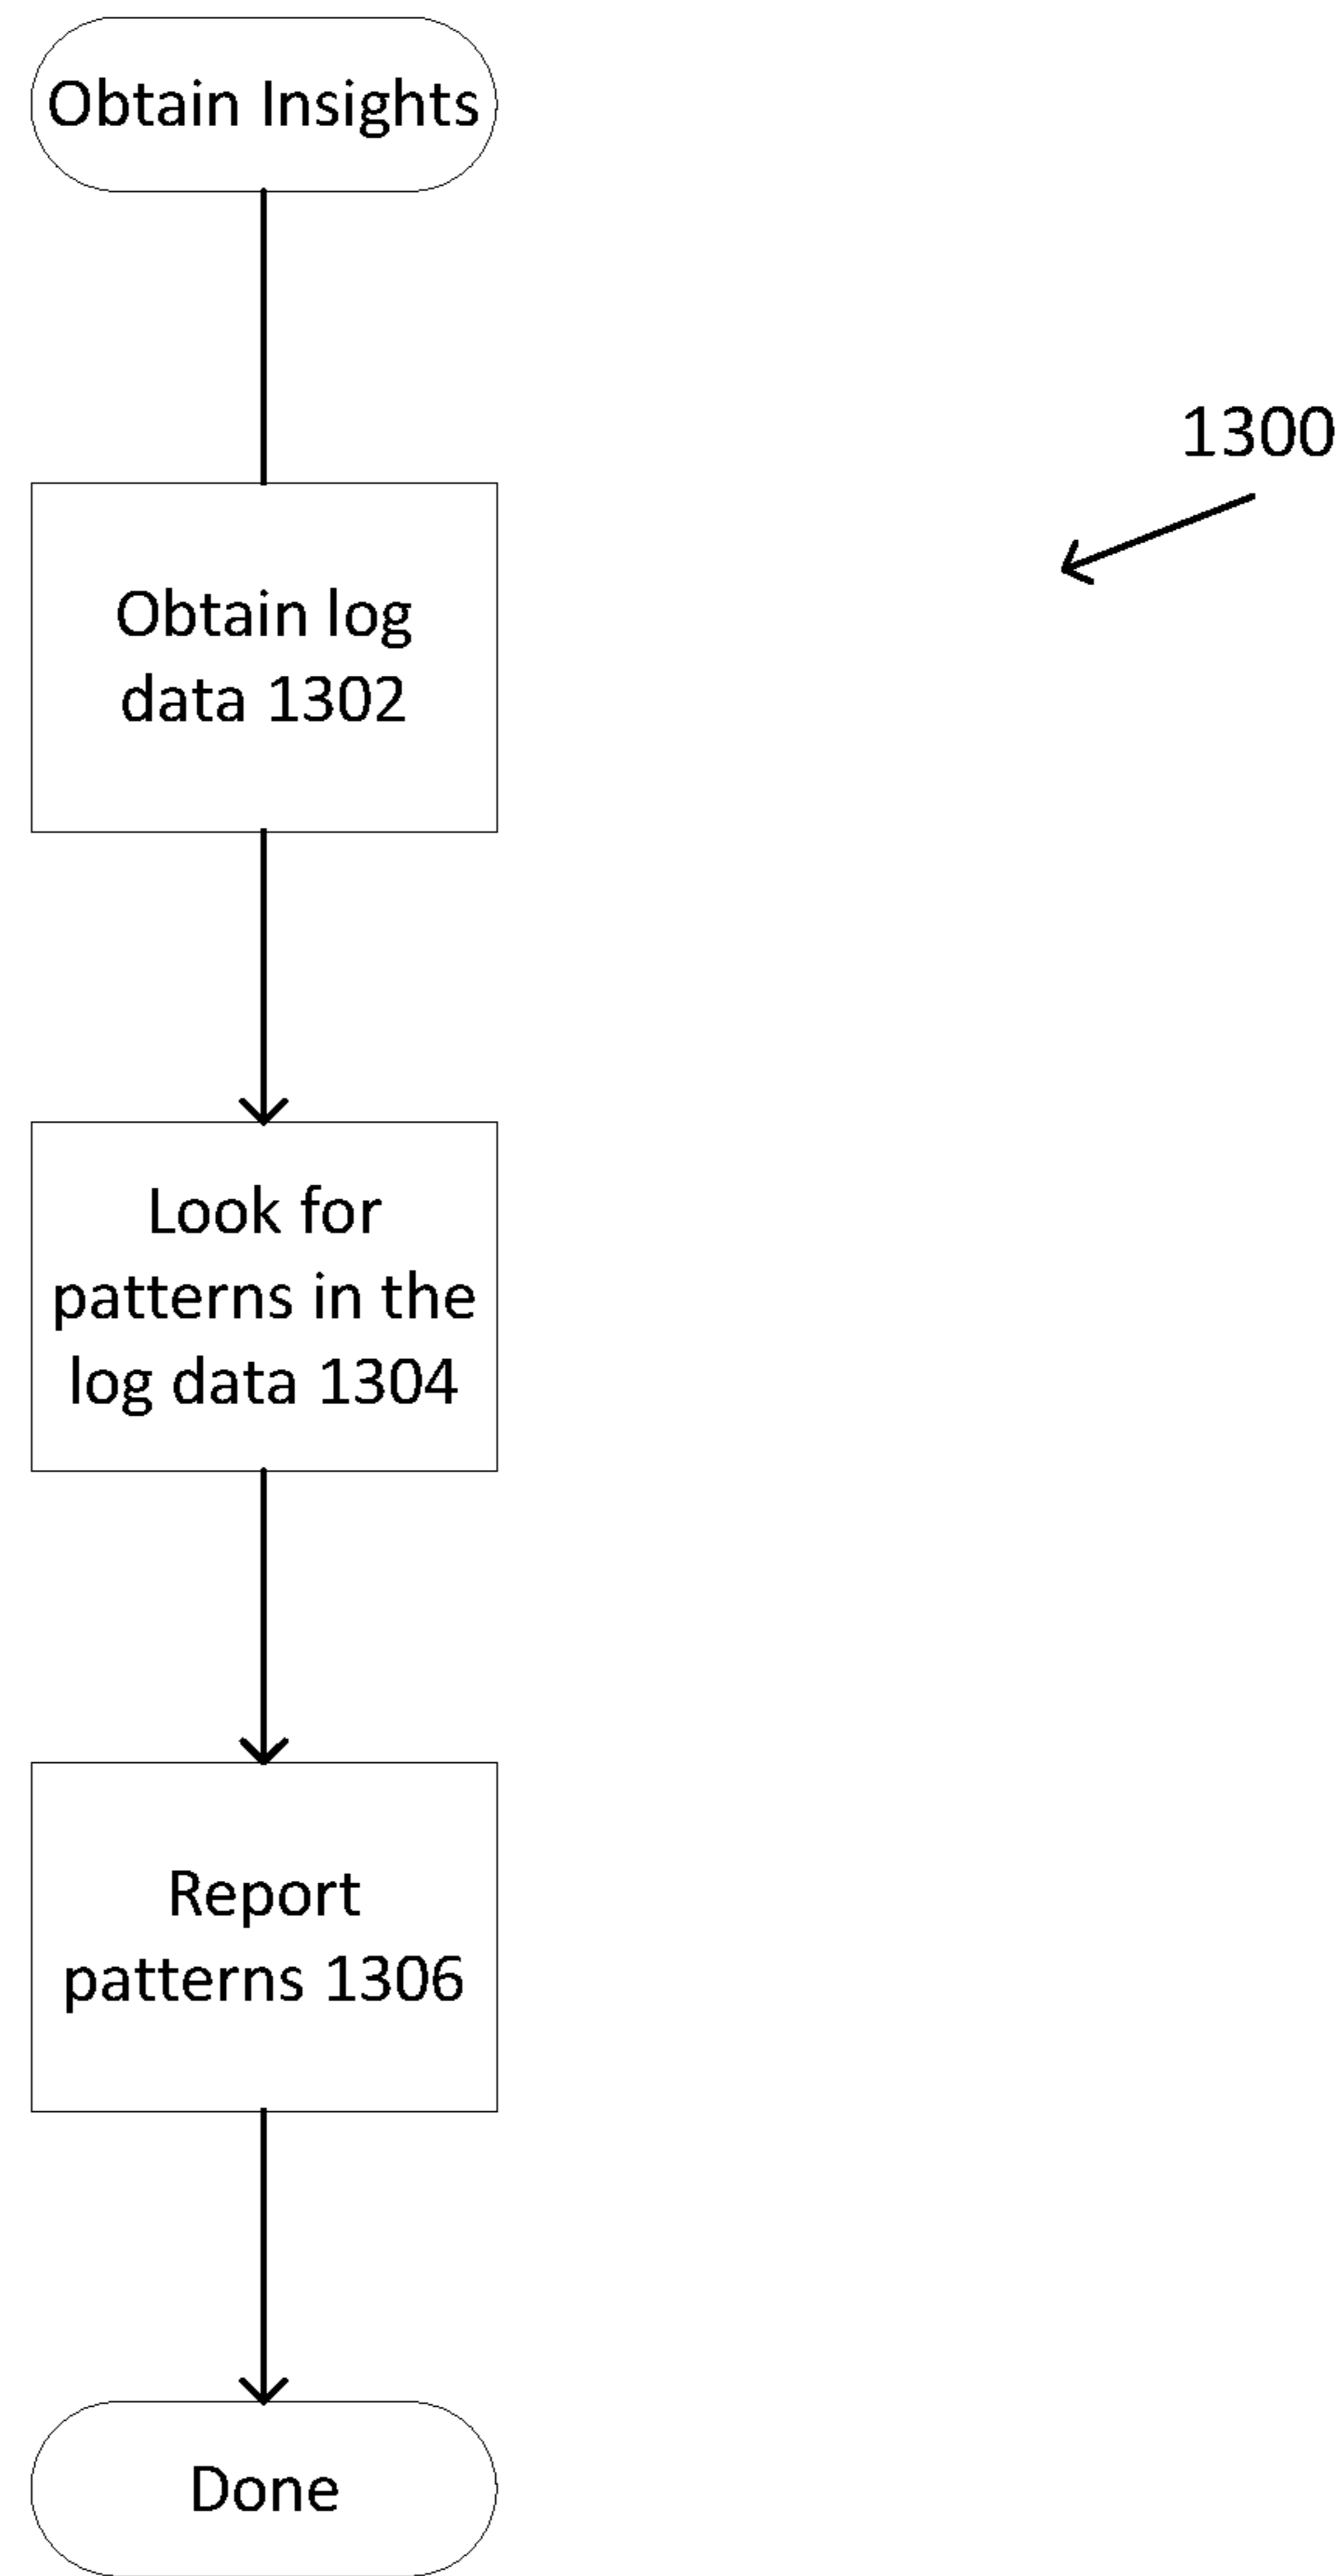 Obtain Insights
1300
Obtain log
data 1302
Look for
patterns in the
log data 1304
Report
patterns 1306
Done